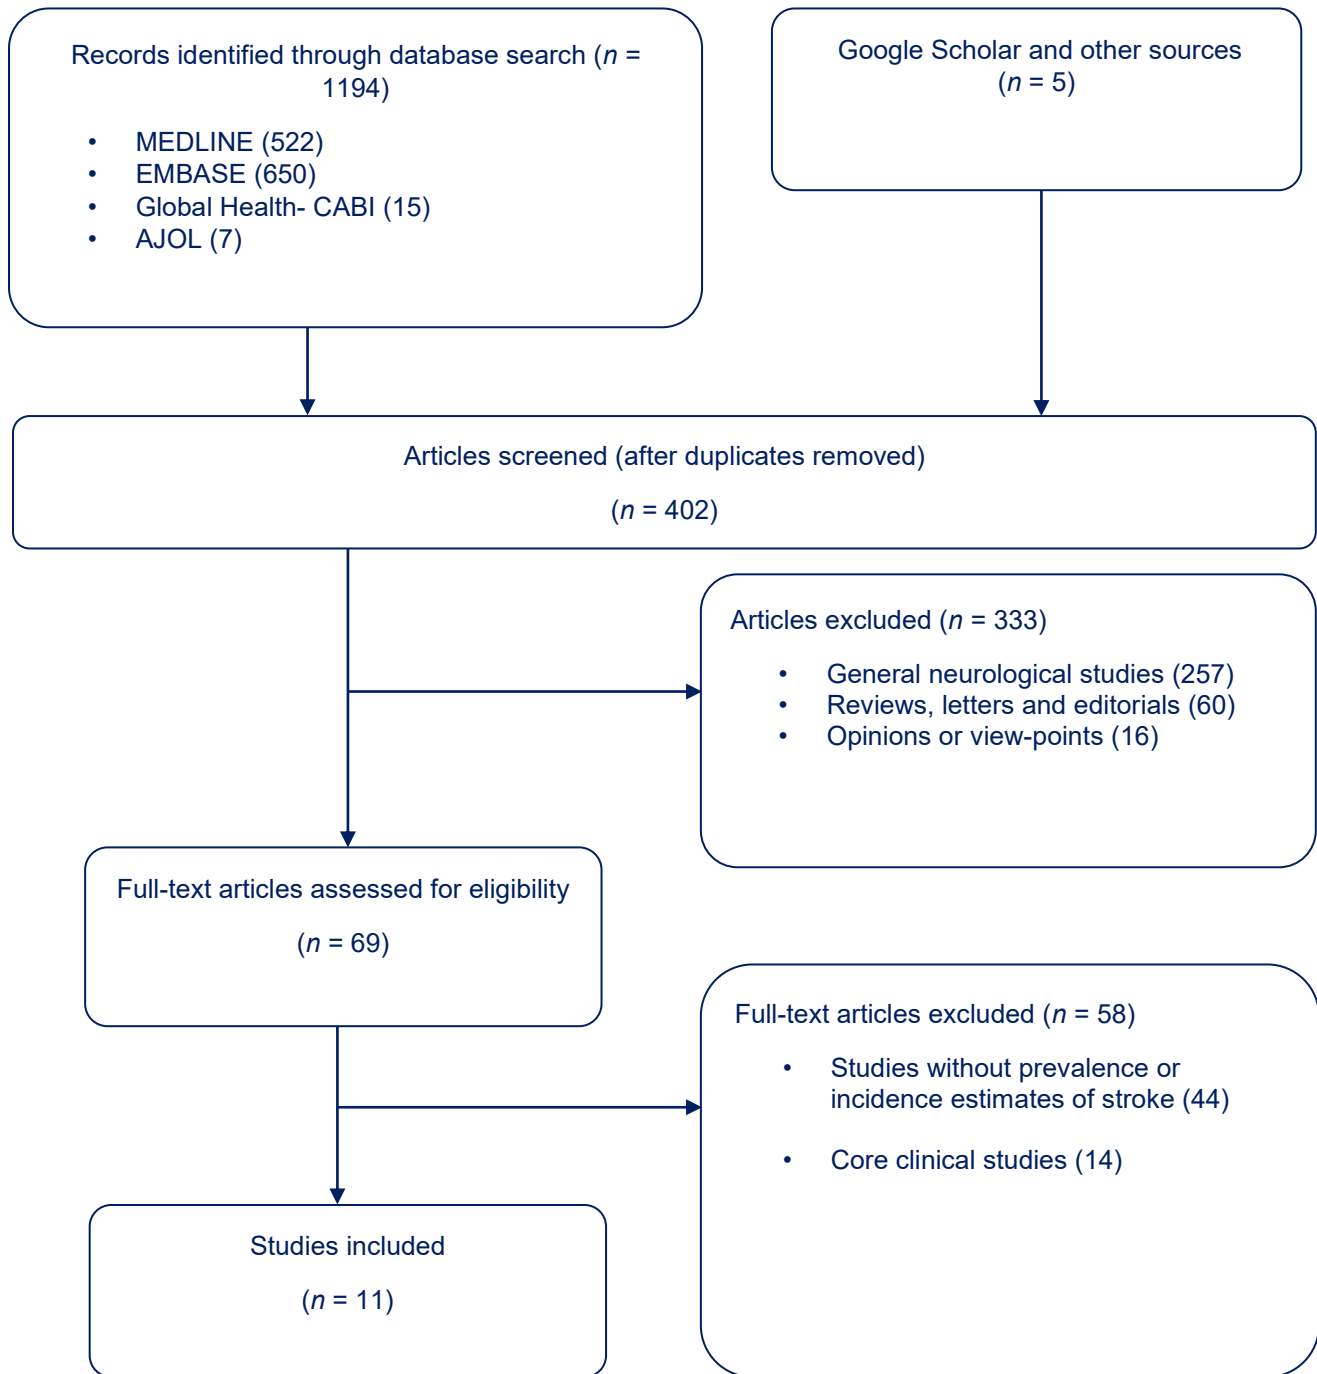 Records identified through database search (n =
1194)
• MEDLINE (522)
• EMBASE (650)
• Global Health- CABI (15)
• AJOL (7)
Google Scholar and other sources
(n = 5)
Articles screened (after duplicates removed)
(n = 402)
Articles excluded (n = 333)
• General neurological studies (257)
• Reviews, letters and editorials (60)
• Opinions or view-points (16)
Full-text articles assessed for eligibility
(n = 69)
Full-text articles excluded (n = 58)
• Studies without prevalence or
incidence estimates of stroke (44)
• Core clinical studies (14)
Studies included
(n = 11)